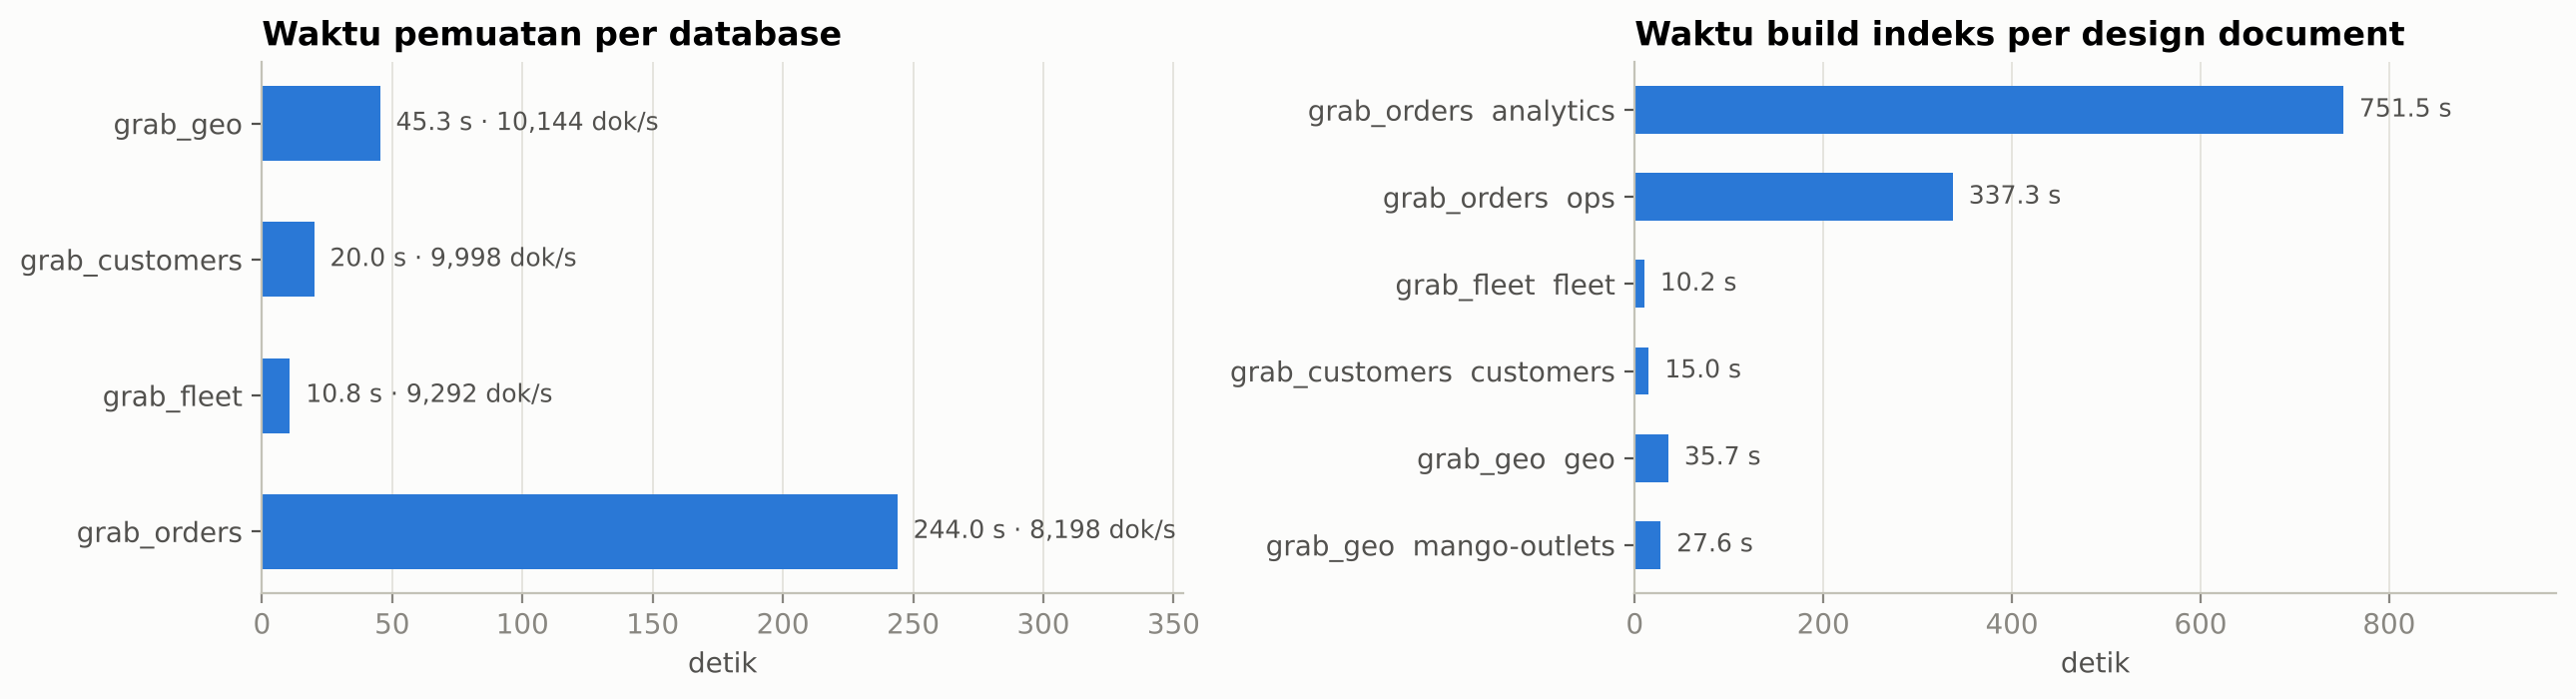 Waktu pemuatan per database
grab_geo
45.3 s · 10,144 dok/s
grab_customers
20.0 s · 9,998 dok/s
grab_fleet
10.8 s · 9,292 dok/s
grab_orders
244.0 s · 8,198 dok/s
0 50 100 150 200 250 300 350
detik
Waktu build indeks per design document
grab_orders analytics
751.5 s
grab_orders ops
337.3 s
grab_fleet fleet
10.2 s
grab_customers customers
15.0 s
grab_geo geo
35.7 s
grab_geo mango-outlets
27.6 s
0 200 400 600 800
detik